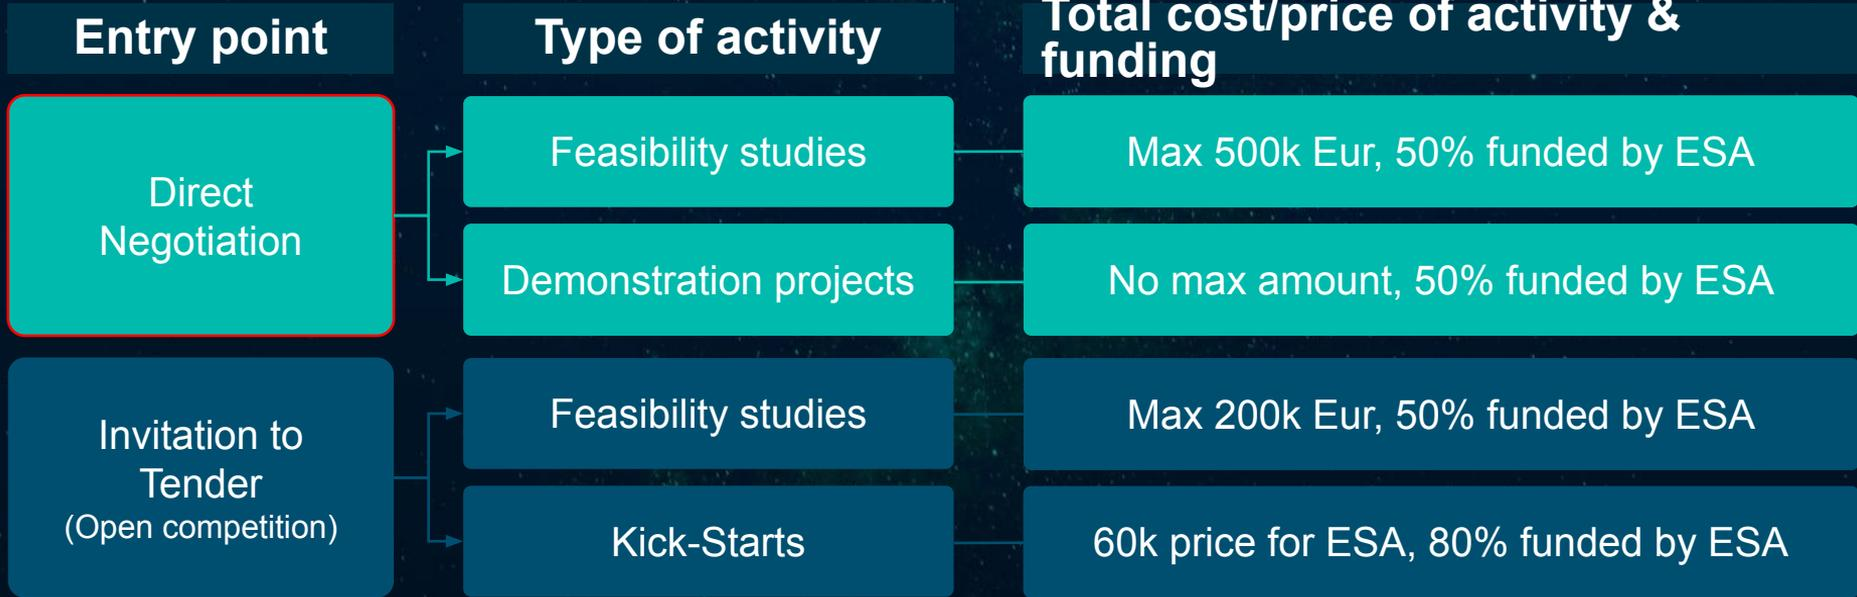 Entry point
Type of activity
Total cost/price of activity &
funding
Direct
Negotiation
Feasibility studies
Max 500k Eur, 50% funded by ESA
Demonstration projects
No max amount, 50% funded by ESA
Invitation to
Tender
(Open competition)
Feasibility studies
Max 200k Eur, 50% funded by ESA
Kick-Starts
60k price for ESA, 80% funded by ESA